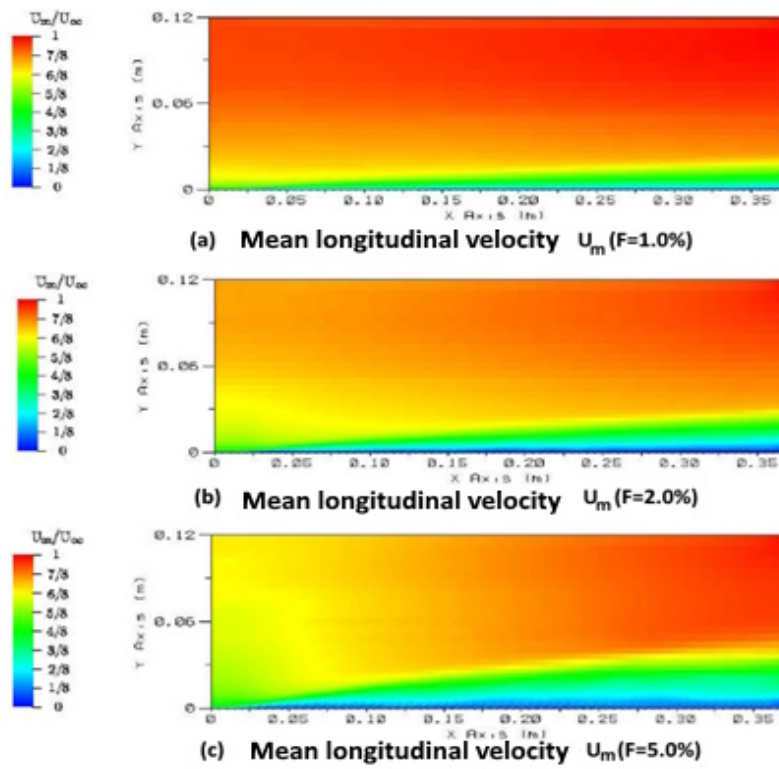 Um/U∞
1
7/8
6/8
5/8
4/8
3/8
2/8
1/8
0
Y Axis (m)
0.12
0.06
0
0 0.05 0.10 0.15 0.20 0.25 0.30 0.35
X Axis (m)
(a) Mean longitudinal velocity Um (F=1.0%)
Um/U∞
1
7/8
6/8
5/8
4/8
3/8
2/8
1/8
0
Y Axis (m)
0.12
0.06
0
0 0.05 0.10 0.15 0.20 0.25 0.30 0.35
X Axis (m)
(b) Mean longitudinal velocity Um (F=2.0%)
Um/U∞
1
7/8
6/8
5/8
4/8
3/8
2/8
1/8
0
Y Axis (m)
0.12
0.06
0
0 0.05 0.10 0.15 0.20 0.25 0.30 0.35
X Axis (m)
(c) Mean longitudinal velocity Um (F=5.0%)